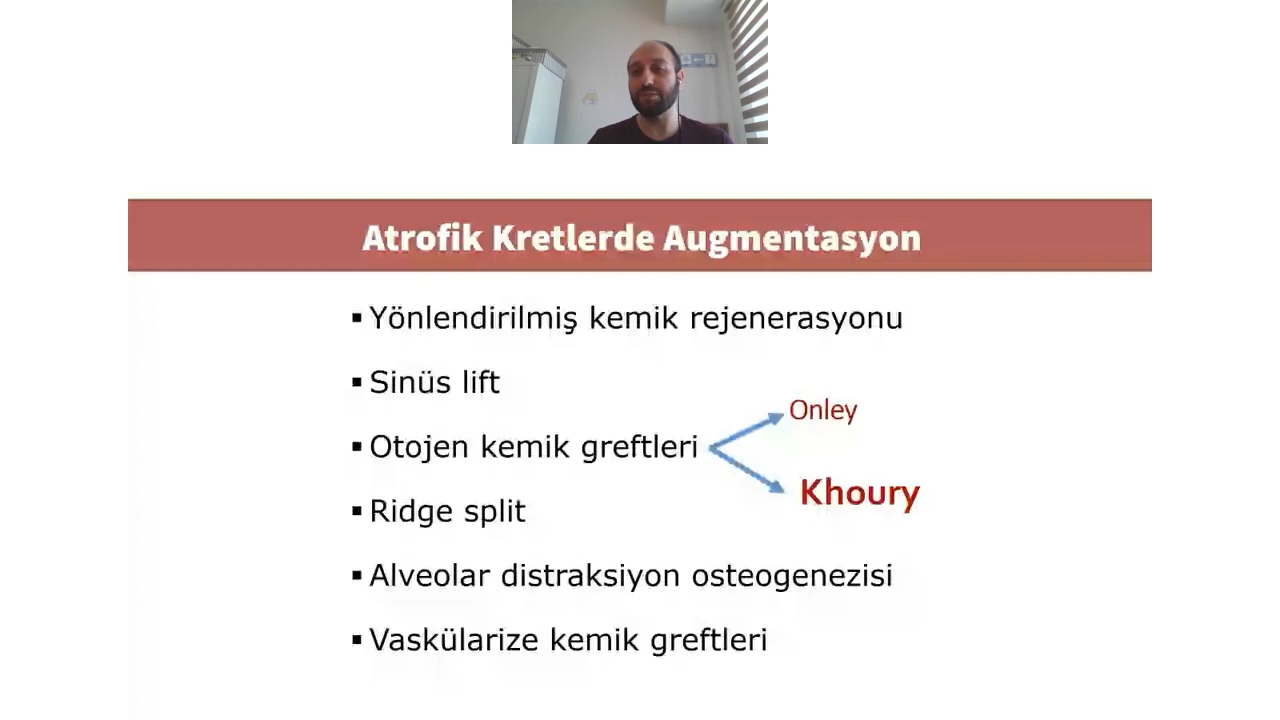 Atrofik Kretlerde Augmentasyon
▪ Yönlendirilmiş kemik rejenerasyonu
▪ Sinüs lift
Onley
▪ Otojen kemik greftleri
Khoury
▪ Ridge split
▪ Alveolar distraksiyon osteogenezisi
▪ Vaskülarize kemik greftleri